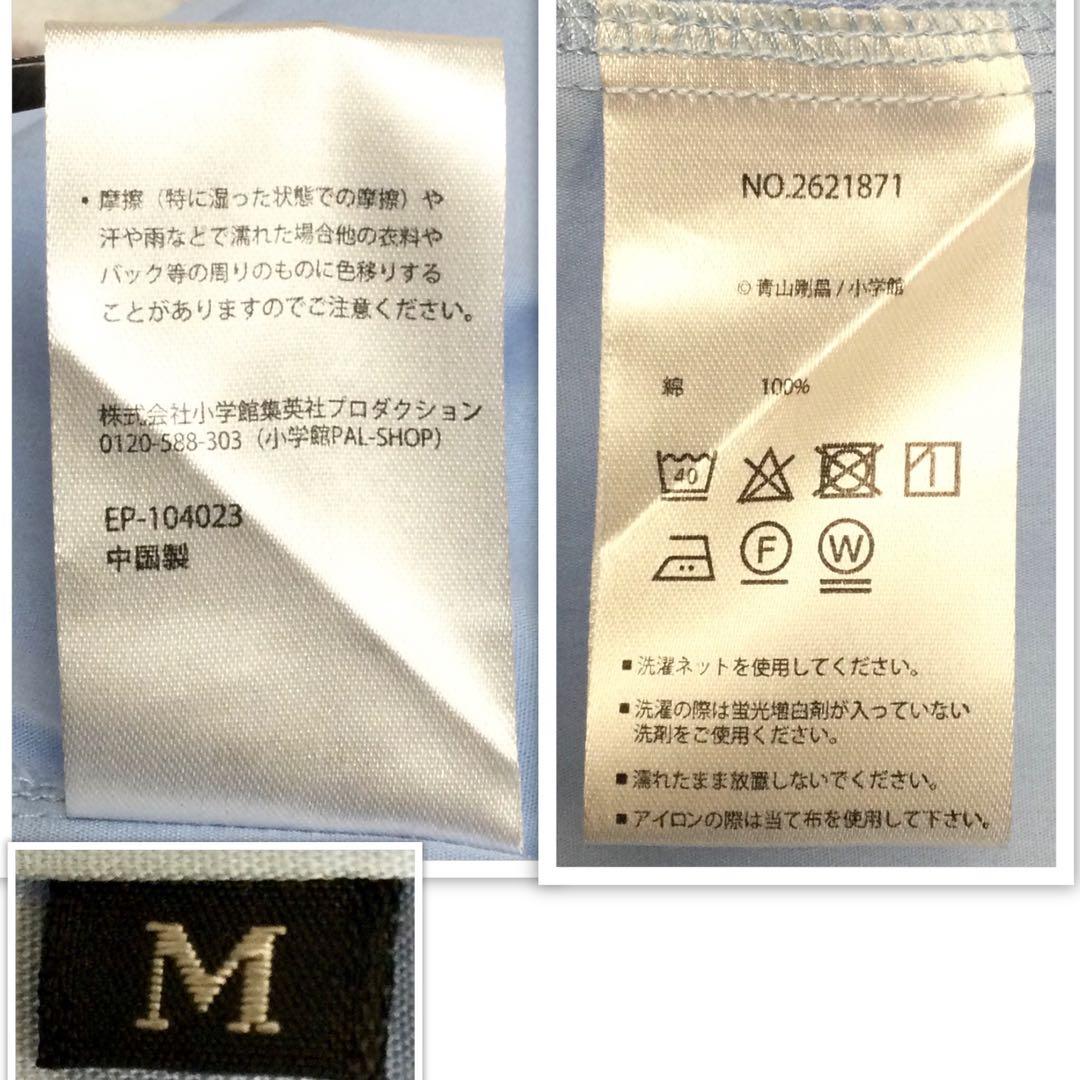 ・摩擦（特に湿った状態での摩擦）や
汗や雨などで濡れた場合他の衣料や
バック等の周りのものに色移りする
ことがありますのでご注意ください。
株式会社小学館集英社プロダクション
0120-588-303（小学館PAL-SHOP）
EP-104023
中国製
NO.2621871
© 青山剛昌 / 小学館
綿 100%
40
F W
■洗濯ネットを使用してください。
■洗濯の際は蛍光増白剤が入っていない
洗剤をご使用ください。
■濡れたまま放置しないでください。
■アイロンの際は当て布を使用して下さい。
M